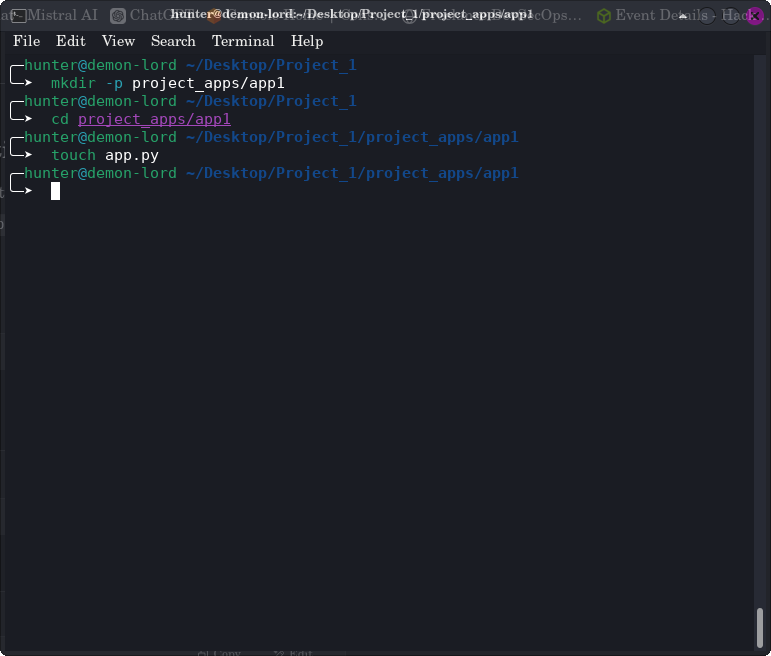 hunter@demon-lord:~/Desktop/Project_1/project_apps/app1
Mistral AI
Event Details - Hack
File Edit View Search Terminal Help
hunter@demon-lord ~/Desktop/Project_1
mkdir -p project_apps/app1
hunter@demon-lord ~/Desktop/Project_1
cd project_apps/app1
hunter@demon-lord ~/Desktop/Project_1/project_apps/app1
touch app.py
hunter@demon-lord ~/Desktop/Project_1/project_apps/app1
Copy Edit